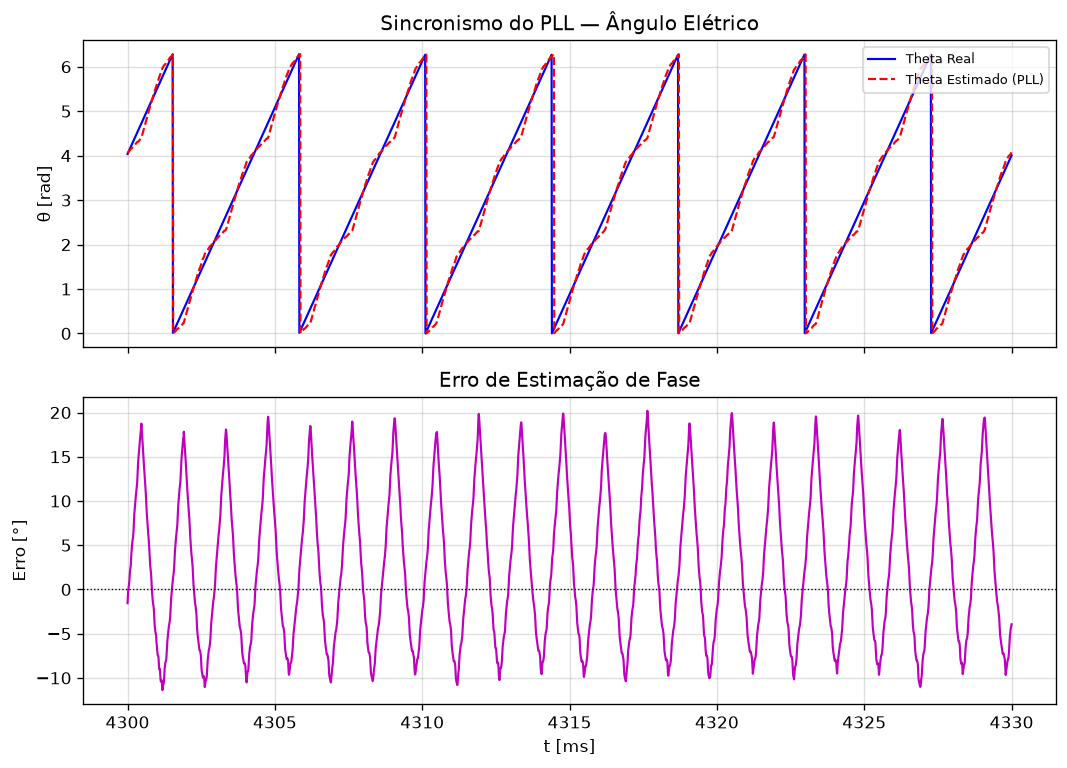 Sincronismo do PLL — Ângulo Elétrico
θ [rad]
6
5
4
3
2
1
0
Theta Real
Theta Estimado (PLL)
Erro de Estimação de Fase
Erro [°]
20
15
10
5
0
−5
−10
4300 4305 4310 4315 4320 4325 4330
t [ms]